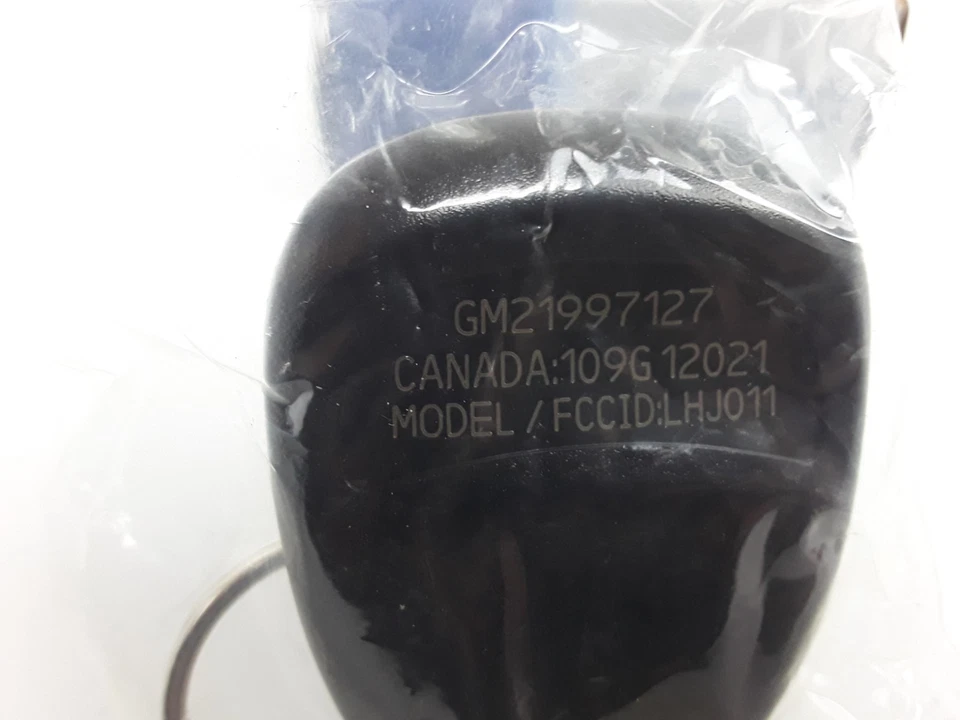 GM21997127
CANADA:109G 12021
MODEL / FCCID:LHJ011